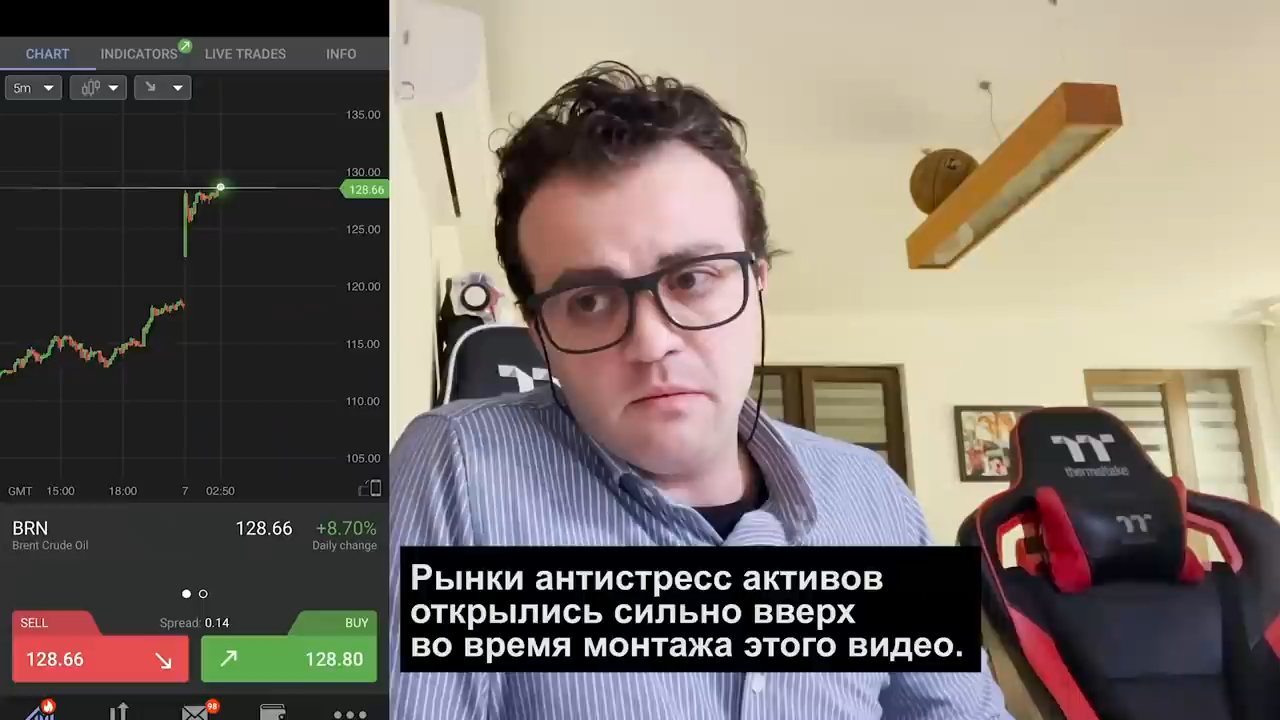 CHART INDICATORS LIVE TRADES INFO
5m
135.00
130.00
128.66
125.00
120.00
115.00
110.00
105.00
GMT 15:00 18:00 7 02:50
BRN 128.66 +8.70%
Brent Crude Oil Daily change
SELL Spread: 0.14 BUY
128.66 128.80
98
thermaltake
Рынки антистресс активов
открылись сильно вверх
во время монтажа этого видео.